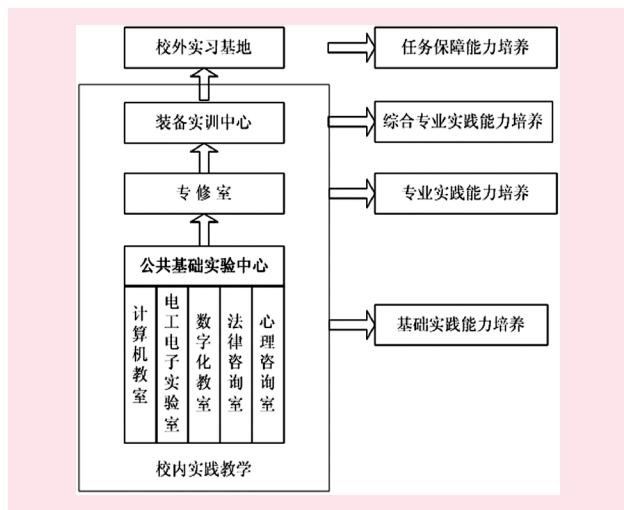 校外实习基地
任务保障能力培养
装备实训中心
综合专业实践能力培养
专修室
专业实践能力培养
公共基础实验中心
计算机教室
电工电子实验室
数字化教室
法律咨询室
心理咨询室
基础实践能力培养
校内实践教学